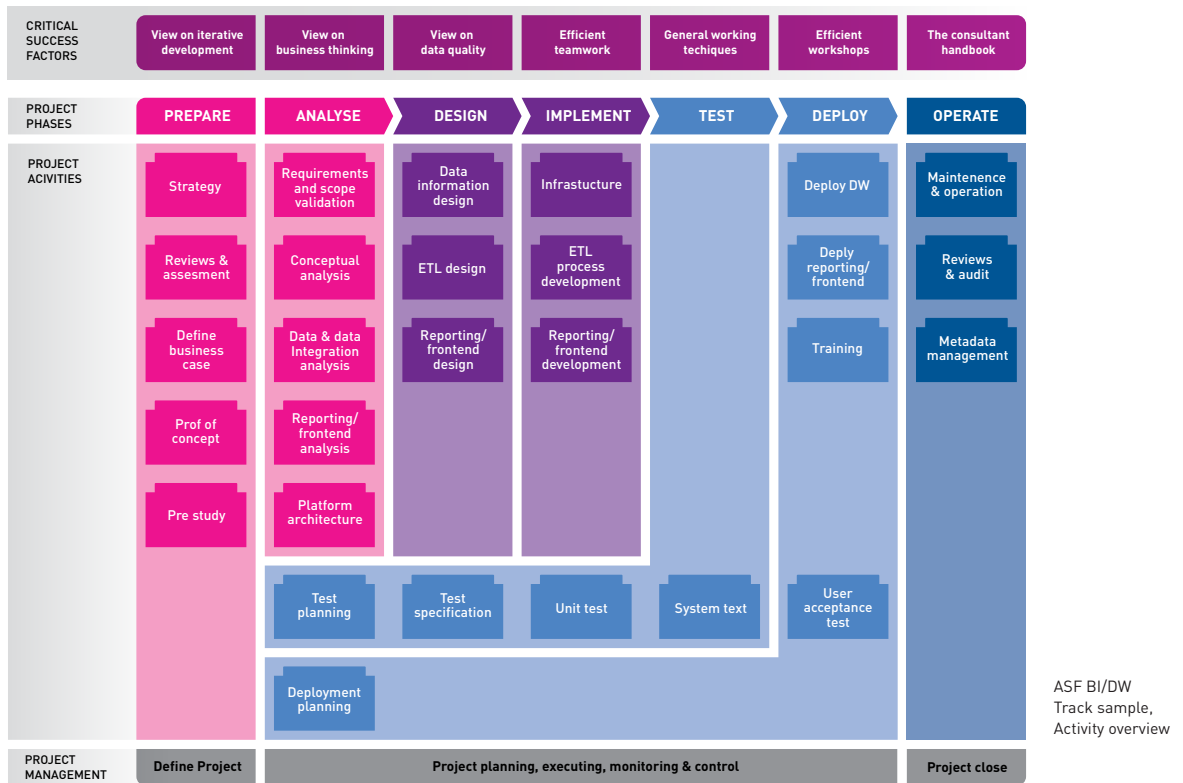 CRITICAL
SUCCESS
FACTORS
View on iterative
development
View on
business thinking
View on
data quality
Efficient
teamwork
General working
techiques
Efficient
workshops
The consultant
handbook
PROJECT
PHASES
PREPARE
ANALYSE
DESIGN
IMPLEMENT
TEST
DEPLOY
OPERATE
PROJECT
ACIVITIES
Strategy
Requirements
and scope
validation
Data
information
design
Infrastucture
Deploy DW
Maintenence
& operation
Reviews &
assesment
Conceptual
analysis
ETL design
ETL
process
development
Deply
reporting/
frontend
Reviews
& audit
Define
business
case
Data & data
Integration
analysis
Reporting/
frontend
design
Reporting/
frontend
development
Training
Metadata
management
Prof of
concept
Reporting/
frontend
analysis
Pre study
Platform
architecture
Test
planning
Test
specification
Unit test
System text
User
acceptance
test
Deployment
planning
ASF BI/DW
Track sample,
Activity overview
PROJECT
MANAGEMENT
Define Project
Project planning, executing, monitoring & control
Project close